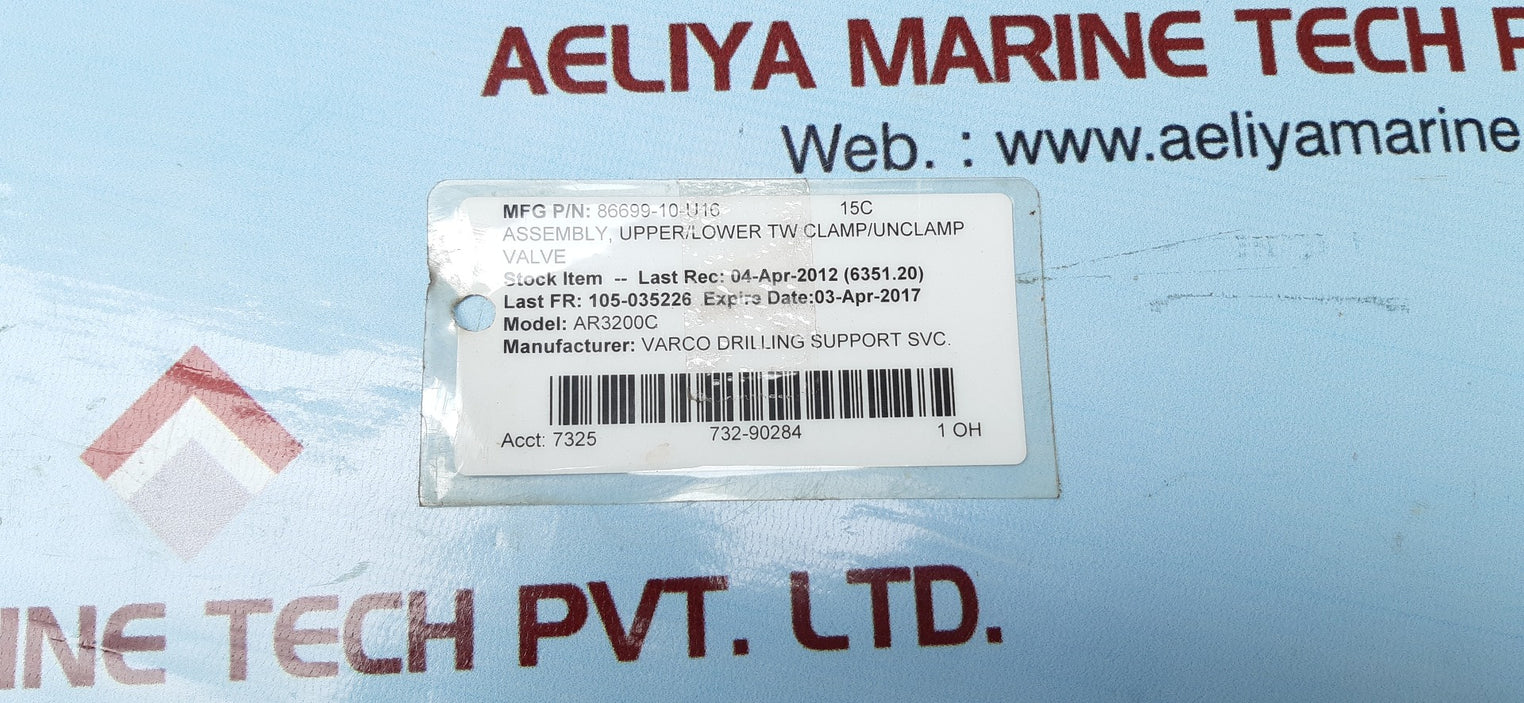 AELIYA MARINE TECH P
Web. : www.aeliyamarine
MFG P/N: 86699-10-U16 15C
ASSEMBLY, UPPER/LOWER TW CLAMP/UNCLAMP
VALVE
Stock Item -- Last Rec: 04-Apr-2012 (6351.20)
Last FR: 105-035226 Expire Date:03-Apr-2017
Model: AR3200C
Manufacturer: VARCO DRILLING SUPPORT SVC.
Acct: 7325 732-90284 1 OH
INE TECH PVT. LTD.